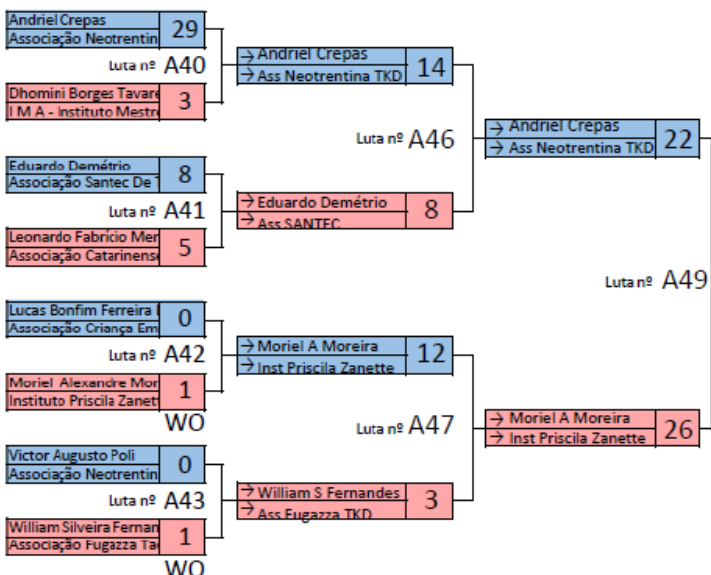 Andriel Crepas
Associação Neotrentin
29
Luta nº A40
Dhomini Borges Tavare
I M A - Instituto Mestr
3
Eduardo Demétrio
Associação Santec De
8
Luta nº A41
Leonardo Fabrício Mer
Associação Catarinens
5
Lucas Bonfim Ferreira
Associação Criança Em
0
Luta nº A42
Moriel Alexandre Mor
Instituto Priscila Zanet
1
WO
Victor Augusto Poli
Associação Neotrentin
0
Luta nº A43
William Silveira Fernan
Associação Fugazza Ta
1
WO
→ Andriel Crepas
→ Ass Neotrentina TKD
14
Luta nº A46
→ Eduardo Demétrio
→ Ass SANTEC
8
→ Moriel A Moreira
→ Inst Priscila Zanette
12
Luta nº A47
→ William S Fernandes
→ Ass Fugazza TKD
3
→ Andriel Crepas
→ Ass Neotrentina TKD
22
Luta nº A49
→ Moriel A Moreira
→ Inst Priscila Zanette
26